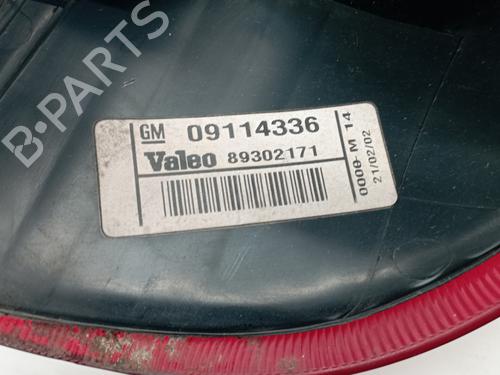 GM 09114336
Valeo 89302171
0000-M 14
21/02/02
B-PARTS